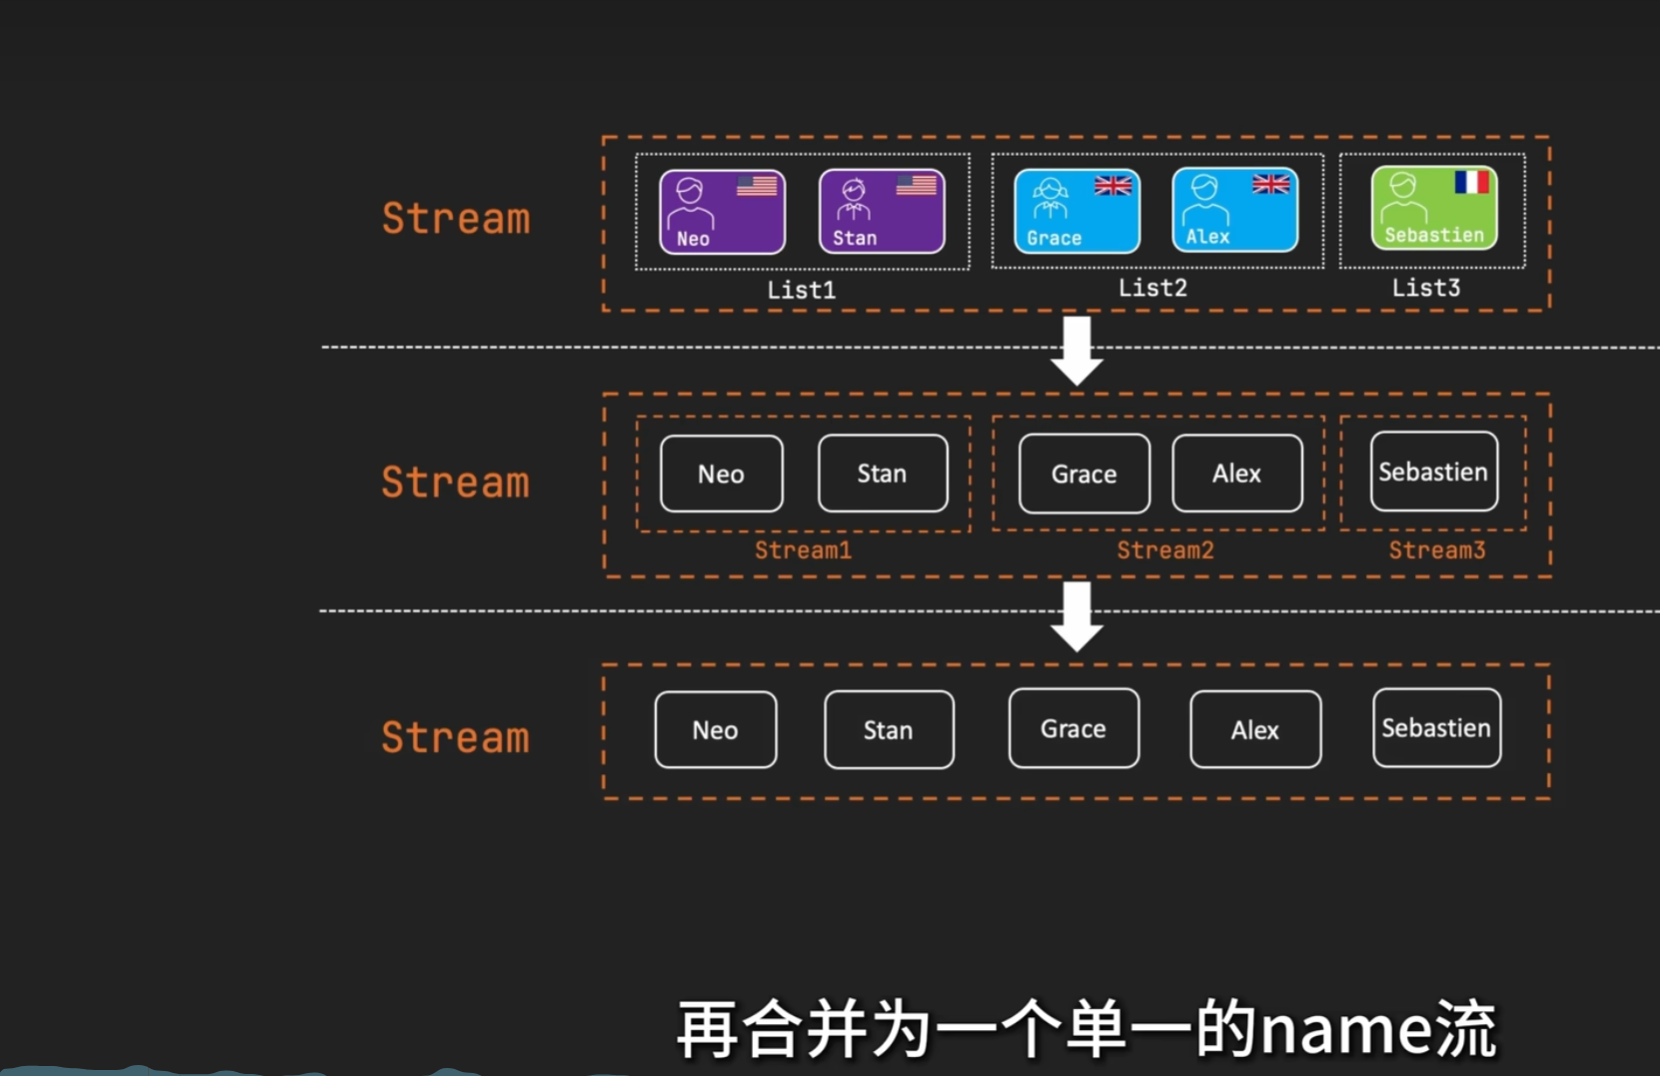 Stream
Neo
Stan
Grace
Alex
Sebastien
List1
List2
List3
Stream
Neo
Stan
Grace
Alex
Sebastien
Stream1
Stream2
Stream3
Stream
Neo
Stan
Grace
Alex
Sebastien
再合并为一个单一的name流